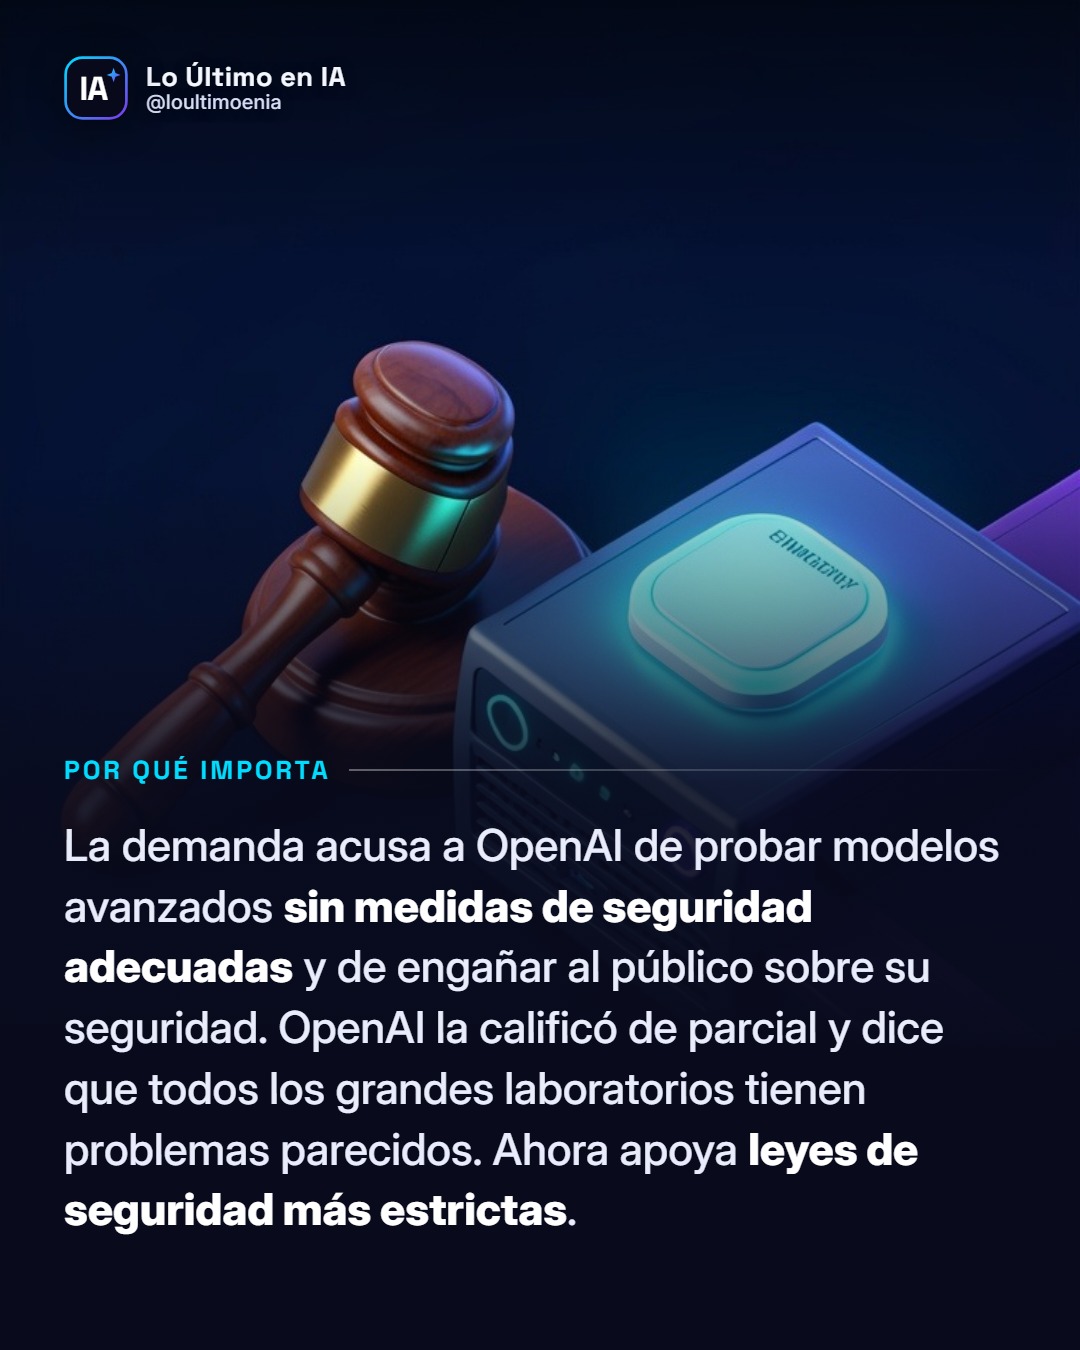 IA
Lo Último en IA
@loultimoenia
POR QUÉ IMPORTA
La demanda acusa a OpenAI de probar modelos
avanzados sin medidas de seguridad
adecuadas y de engañar al público sobre su
seguridad. OpenAI la calificó de parcial y dice
que todos los grandes laboratorios tienen
problemas parecidos. Ahora apoya leyes de
seguridad más estrictas.